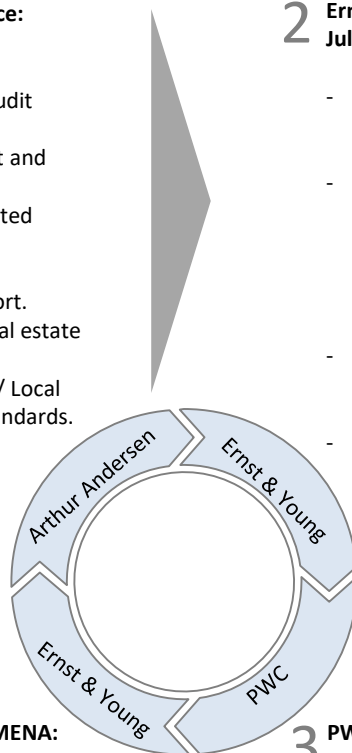 ce:
udit
t and
ted
ort.
al estate
/ Local
ndards.
2
Ern
Jul
-
-
-
-
Arthur Andersen
Ernst & Young
Ernst & Young
PWC
MENA:
3
PW